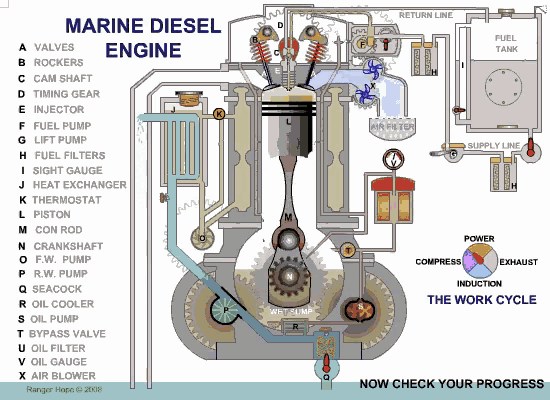 MARINE DIESEL
ENGINE
A VALVES
B ROCKERS
C CAM SHAFT
D TIMING GEAR
E INJECTOR
F FUEL PUMP
G LIFT PUMP
H FUEL FILTERS
I SIGHT GAUGE
J HEAT EXCHANGER
K THERMOSTAT
L PISTON
M CON ROD
N CRANKSHAFT
O F.W. PUMP
P R.W. PUMP
Q SEACOCK
R OIL COOLER
S OIL PUMP
T BYPASS VALVE
U OIL FILTER
V OIL GAUGE
X AIR BLOWER
Ranger Hope © 2008
RETURN LINE
FUEL
TANK
D
C
B
A
E
F
H
I
X
AIR FILTER
SUPPLY LINE
G
H
J
K
L
V
U
M
O
T
N
P
S
WET SUMP
R
Q
POWER
COMPRESS
EXHAUST
INDUCTION
THE WORK CYCLE
NOW CHECK YOUR PROGRESS